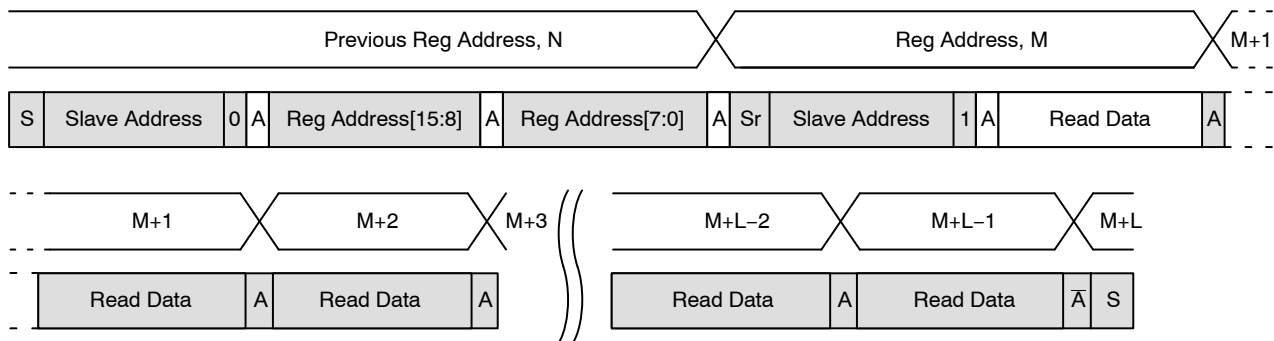 Previous Reg Address, N Reg Address, M M+1
S Slave Address 0 A Reg Address[15:8] A Reg Address[7:0] A Sr Slave Address 1 A Read Data A
M+1 M+2 M+3 M+L−2 M+L−1 M+L
Read Data A Read Data A Read Data A Read Data A̅ S